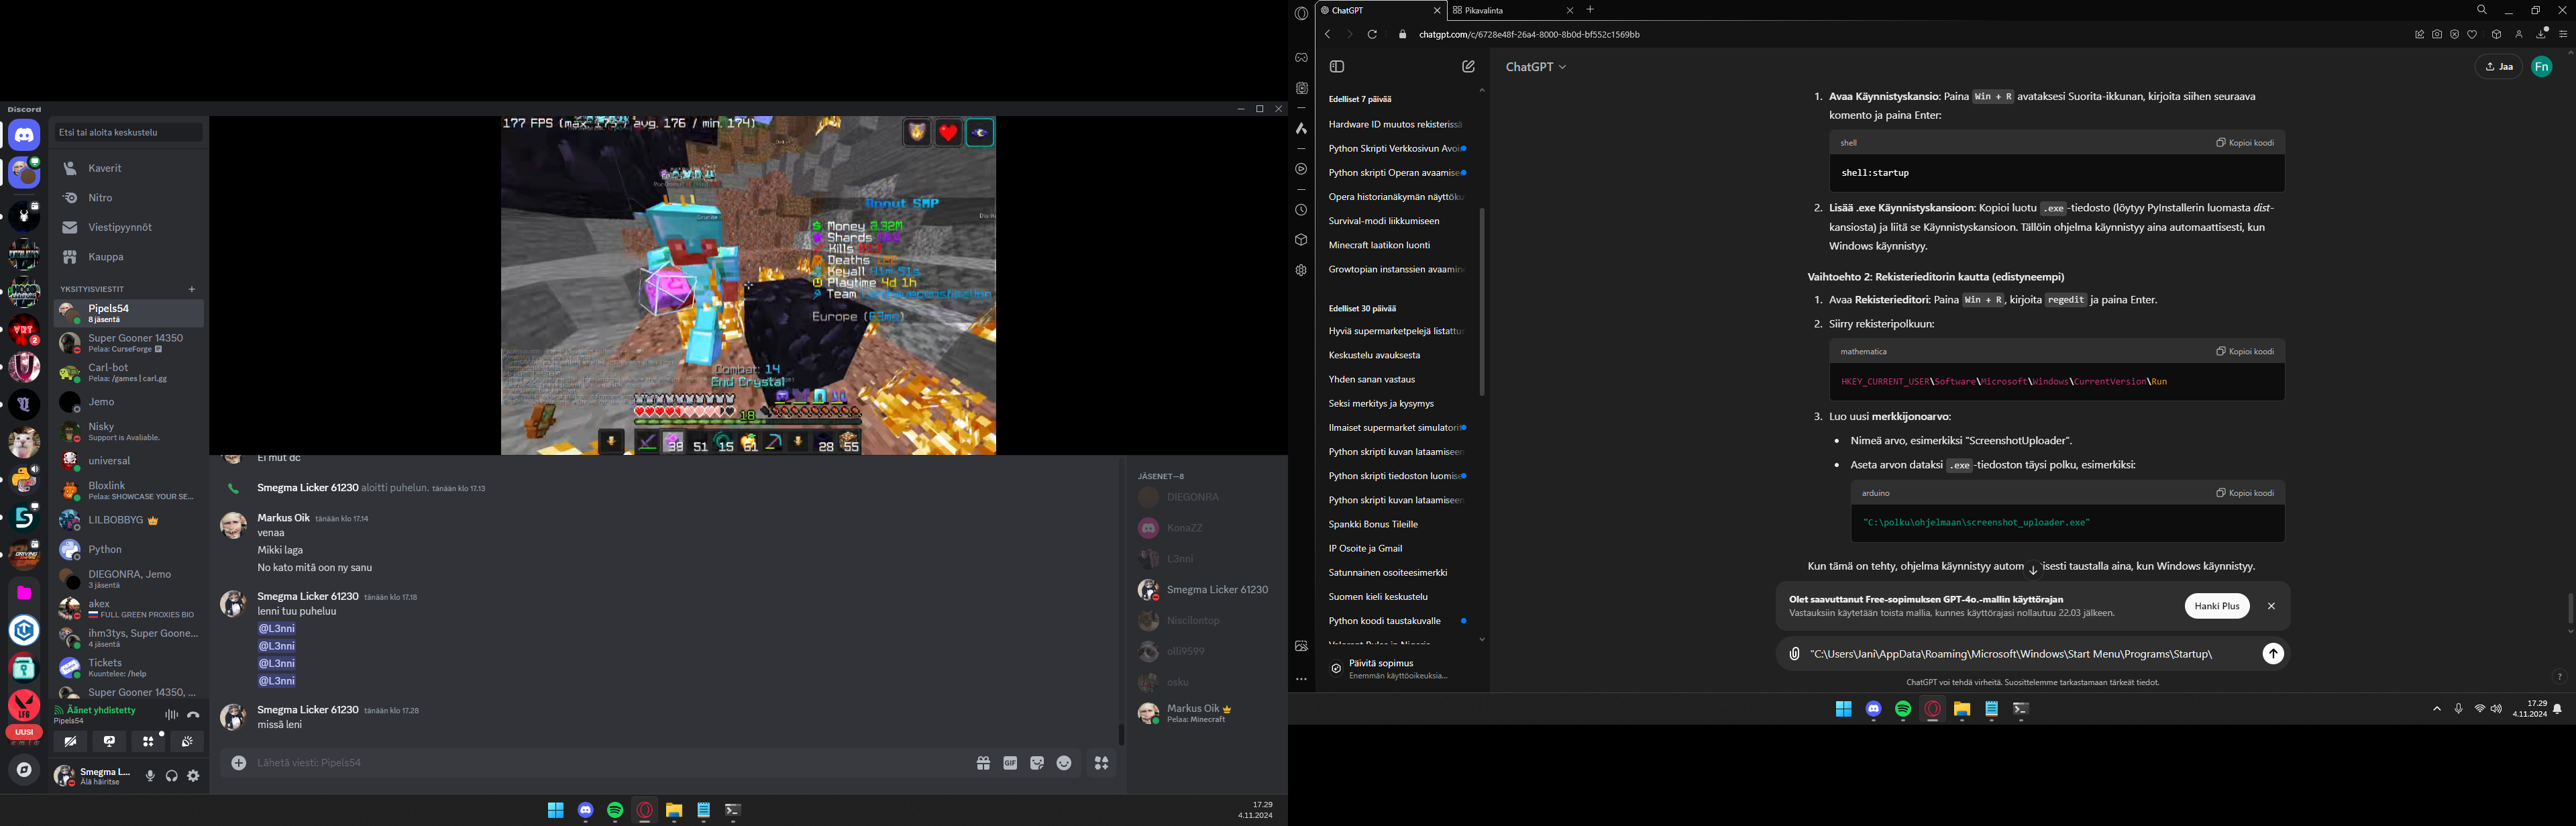 Discord
Etsi tai aloita keskustelu
Kaverit
Nitro
Viestipyynnöt
Kauppa
YKSITYISVIESTIT
Pipels54
8 jäsentä
Super Gooner 14350
Pelaa: CurseForge
Carl-bot
Pelaa: /games | carl.gg
Jemo
Nisky
Support is Avaliable.
universal
Bloxlink
Pelaa: SHOWCASE YOUR SE...
LILBOBBYG
Python
DIEGONRA, Jemo
3 jäsentä
akex
FULL GREEN PROXIES BIO
ihm3tys, Super Goone...
4 jäsentä
Tickets
Kuuntelee: /help
Super Gooner 14350, ...
UUSI
Äänet yhdistetty
Pipels54
Smegma L...
Älä häiritse
177 FPS (max. 175 / avg. 176 / min. 174)
Donut SMP
Money 2.32M
Shards
Kills
Deaths
Keyall 41m 51s
Playtime 4d 1h
Team
Europe (63ms)
Combat: 14
End Crystal
18
38 51 15 61 28 55
Ei mut dc
Smegma Licker 61230 aloitti puhelun. tänään klo 17.13
Markus Oik tänään klo 17.14
venaa
Mikki laga
No kato mitä oon ny sanu
Smegma Licker 61230 tänään klo 17.18
lenni tuu puheluu
@L3nni
@L3nni
@L3nni
@L3nni
Smegma Licker 61230 tänään klo 17.28
missä leni
Lähetä viesti: Pipels54
GIF
JÄSENET—8
DIEGONRA
KonaZZ
L3nni
Smegma Licker 61230
Niscilontop
olli9599
osku
Markus Oik
Pelaa: Minecraft
17.29
4.11.2024
ChatGPT
Pikavalinta
chatgpt.com/c/6728e48f-26a4-8000-8b0d-bf552c1569bb
Edelliset 7 päivää
Hardware ID muutos rekisterissä
Python Skripti Verkkosivun Avoi
Python skripti Operan avaamise
Opera historianäkymän näyttöku
Survival-modi liikkumiseen
Minecraft laatikon luonti
Growtopian instanssien avaamine
Edelliset 30 päivää
Hyviä supermarketpelejä listattu
Keskustelu avauksesta
Yhden sanan vastaus
Seksi merkitys ja kysymys
Ilmaiset supermarket simulatorit
Python skripti kuvan lataamiseen
Python skripti tiedoston luomise
Python skripti kuvan lataamiseen
Spankki Bonus Tileille
IP Osoite ja Gmail
Satunnainen osoiteesimerkki
Suomen kieli keskustelu
Python koodi taustakuvalle
Päivitä sopimus
Enemmän käyttöoikeuksia...
ChatGPT
Jaa
Fn
1. Avaa Käynnistyskansio: Paina Win + R avataksesi Suorita-ikkunan, kirjoita siihen seuraava
komento ja paina Enter:
shell
Kopioi koodi
shell:startup
2. Lisää .exe Käynnistyskansioon: Kopioi luotu .exe-tiedosto (löytyy PyInstallerin luomasta dist-
kansiosta) ja liitä se Käynnistyskansioon. Tällöin ohjelma käynnistyy aina automaattisesti, kun
Windows käynnistyy.
Vaihtoehto 2: Rekisterieditorin kautta (edistyneempi)
1. Avaa Rekisterieditori: Paina Win + R, kirjoita regedit ja paina Enter.
2. Siirry rekisteripolkuun:
mathematica
Kopioi koodi
HKEY_CURRENT_USER\Software\Microsoft\Windows\CurrentVersion\Run
3. Luo uusi merkkijonoarvo:
• Nimeä arvo, esimerkiksi "ScreenshotUploader".
• Aseta arvon dataksi .exe-tiedoston täysi polku, esimerkiksi:
arduino
Kopioi koodi
"C:\polku\ohjelmaan\screenshot_uploader.exe"
Kun tämä on tehty, ohjelma käynnistyy autom isesti taustalla aina, kun Windows käynnistyy.
Olet saavuttanut Free-sopimuksen GPT-4o.-mallin käyttörajan
Vastauksiin käytetään toista mallia, kunnes käyttörajasi nollautuu 22.03 jälkeen.
Hanki Plus
"C:\Users\Jani\AppData\Roaming\Microsoft\Windows\Start Menu\Programs\Startup\
ChatGPT voi tehdä virheitä. Suosittelemme tarkastamaan tärkeät tiedot.
?
17.29
4.11.2024